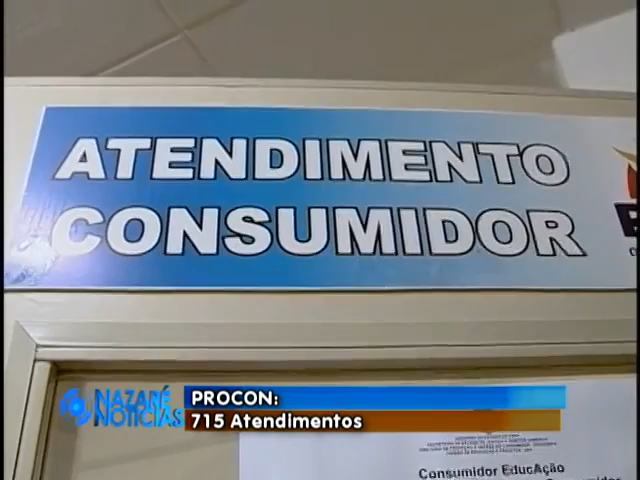 ATENDIMENTO
CONSUMIDOR
NAZARÉ
NOTÍCIAS
PROCON:
715 Atendimentos
Consumidor EducAção